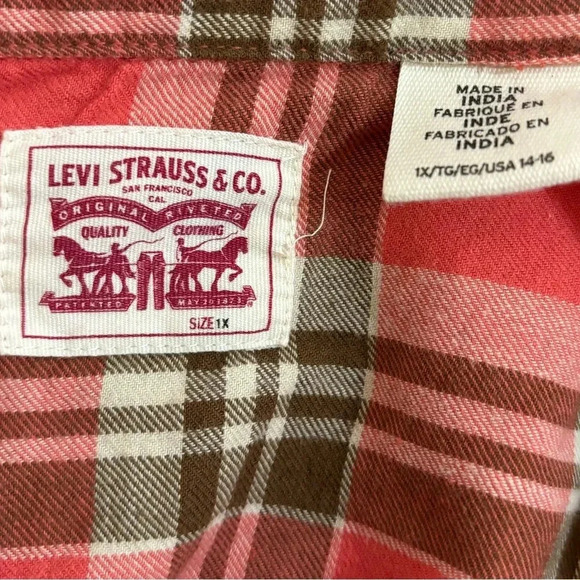 LEVI STRAUSS & CO.
SAN FRANCISCO
CAL
ORIGINAL RIVETED
QUALITY CLOTHING
PATENTED MAY 20 1873
SIZE 1X
MADE IN
INDIA
FABRIQUE EN
INDE
FABRICADO EN
INDIA
1X/TG/EG/USA 14-16